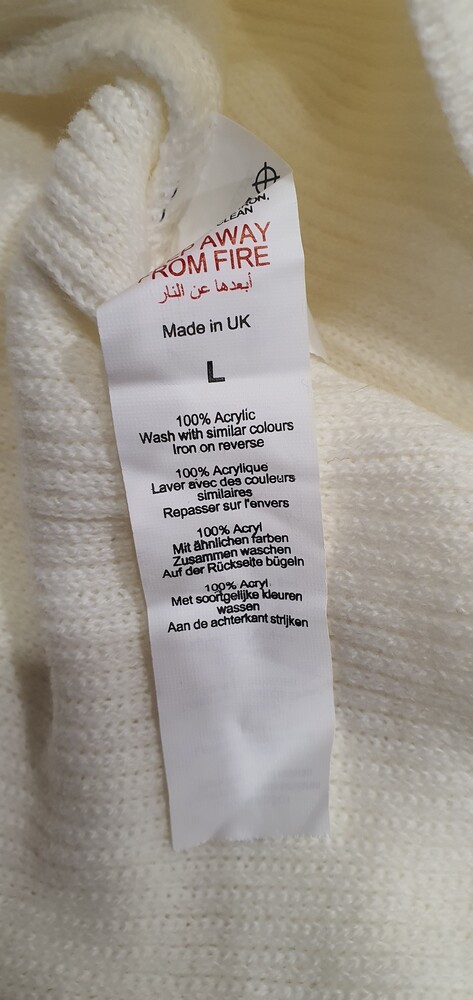 AWAY
FROM FIRE
أبعدها عن النار
Made in UK
L
100% Acrylic
Wash with similar colours
Iron on reverse
100% Acrylique
Laver avec des couleurs
similaires
Repasser sur l'envers
100% Acryl
Mit ähnlichen farben
Zusammen waschen
Auf der Rückseite bügeln
100% Acryl
Met soortgelijke kleuren
wassen
Aan de achterkant strijken